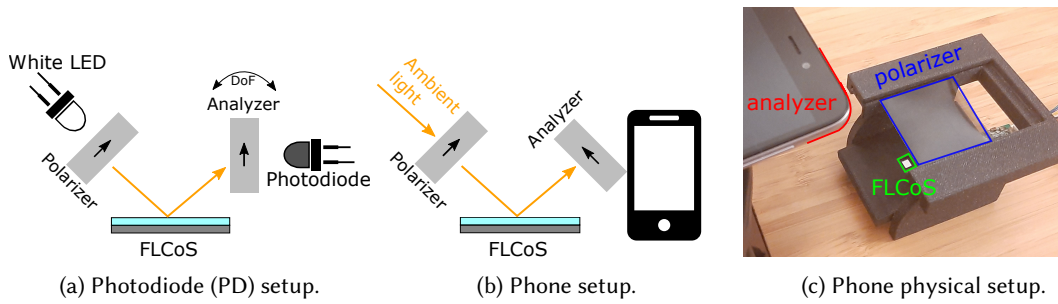 White LED
DoF
Analyzer
Polarizer
Photodiode
FLCoS
(a) Photodiode (PD) setup.
Ambient
light
Analyzer
Polarizer
FLCoS
(b) Phone setup.
polarizer
analyzer
FLCoS
(c) Phone physical setup.